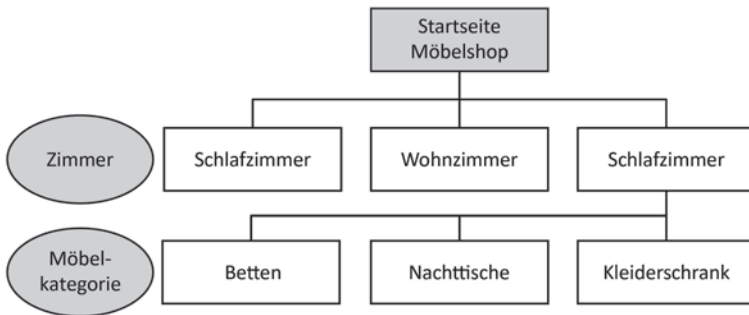 Startseite
Möbelshop
Zimmer
Schlafzimmer
Wohnzimmer
Schlafzimmer
Möbel-
kategorie
Betten
Nachttische
Kleiderschrank